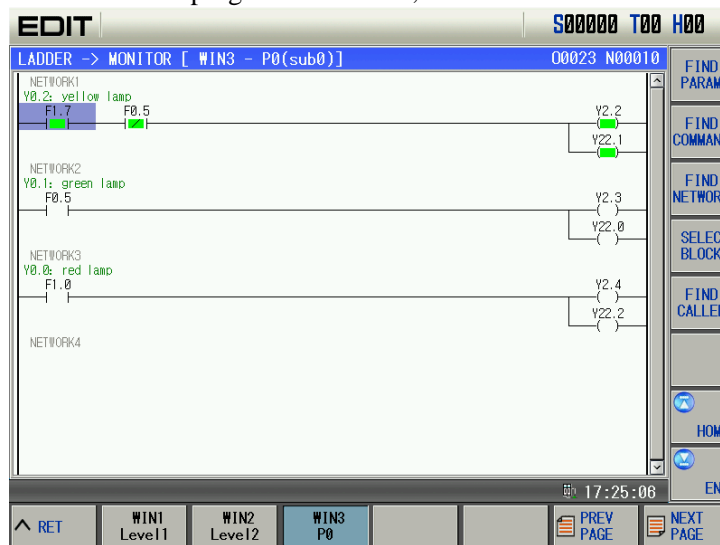 EDIT S00000 T00 H00
LADDER -> MONITOR [ WIN3 - P0(sub0)] O0023 N00010
NETWORK1
Y0.2: yellow lamp
F1.7 F0.5 Y2.2
Y22.1
NETWORK2
Y0.1: green lamp
F0.5 Y2.3
Y22.0
NETWORK3
Y0.0: red lamp
F1.0 Y2.4
Y22.2
NETWORK4
FIND
PARAM
FIND
COMMAN
FIND
NETWOR
SELEC
BLOCK
FIND
CALLE
HOM
EN
17:25:06
RET
WIN1
Level1
WIN2
Level2
WIN3
P0
PREV
PAGE
NEXT
PAGE